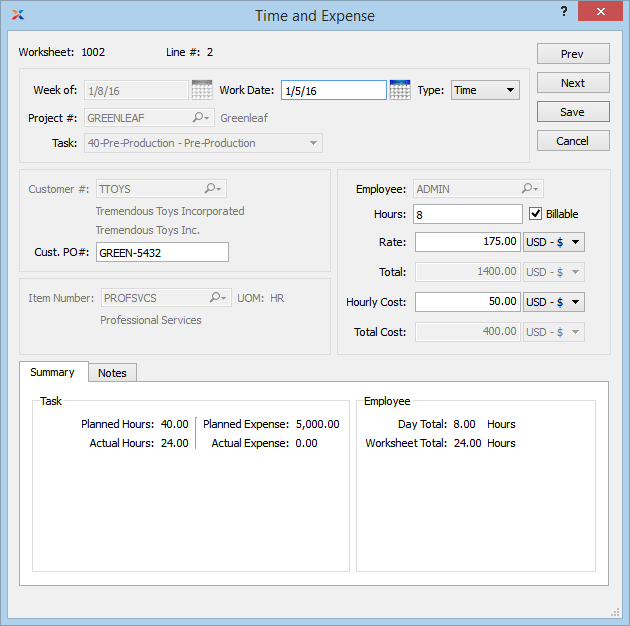 Time and Expense
?
Worksheet: 1002 Line #: 2
Prev
Next
Save
Cancel
Week of: 1/8/16 Work Date: 1/5/16 Type: Time
Project #: GREENLEAF Greenleaf
Task: 40-Pre-Production - Pre-Production
Customer #: TTOYS
Tremendous Toys Incorporated
Tremendous Toys Inc.
Cust. PO#: GREEN-5432
Item Number: PROFSVCS UOM: HR
Professional Services
Employee: ADMIN
Hours: 8 Billable
Rate: 175.00 USD - $
Total: 1400.00 USD - $
Hourly Cost: 50.00 USD - $
Total Cost: 400.00 USD - $
Summary Notes
Task
Planned Hours: 40.00 Planned Expense: 5,000.00
Actual Hours: 24.00 Actual Expense: 0.00
Employee
Day Total: 8.00 Hours
Worksheet Total: 24.00 Hours